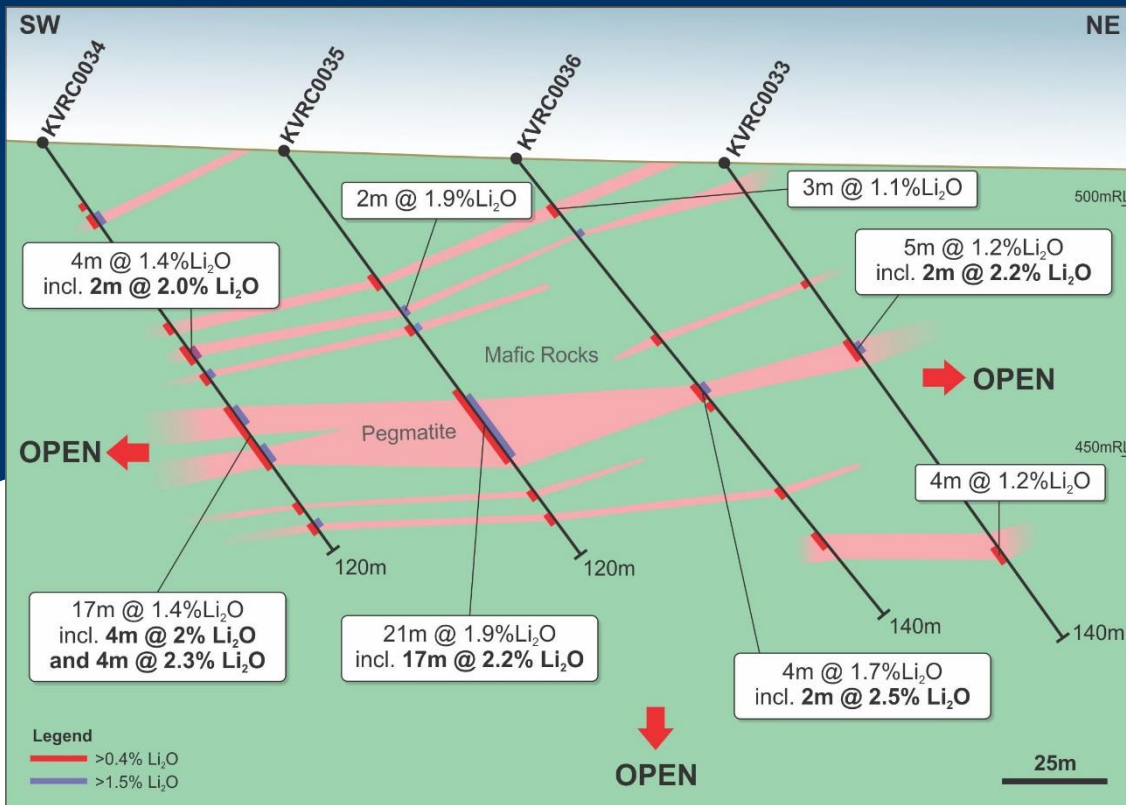 SW
NE
KVRC0034
KVRC0035
KVRC0036
KVRC0033
500mRL
2m @ 1.9%Li₂O
3m @ 1.1%Li₂O
4m @ 1.4%Li₂O
incl. 2m @ 2.0% Li₂O
5m @ 1.2%Li₂O
incl. 2m @ 2.2% Li₂O
Mafic Rocks
OPEN
Pegmatite
OPEN
450mRL
4m @ 1.2%Li₂O
120m
120m
140m
140m
17m @ 1.4%Li₂O
incl. 4m @ 2% Li₂O
and 4m @ 2.3% Li₂O
21m @ 1.9%Li₂O
incl. 17m @ 2.2% Li₂O
4m @ 1.7%Li₂O
incl. 2m @ 2.5% Li₂O
Legend
>0.4% Li₂O
>1.5% Li₂O
OPEN
25m